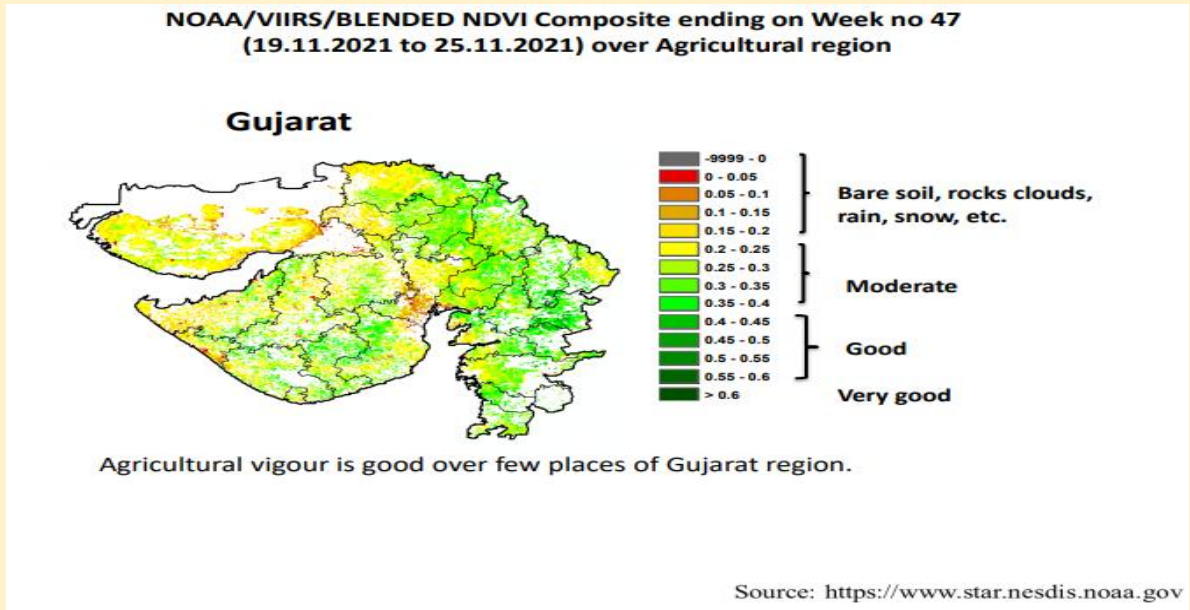 NOAA/VIIRS/BLENDED NDVI Composite ending on Week no 47
(19.11.2021 to 25.11.2021) over Agricultural region
Gujarat
-9999 - 0
0 - 0.05
0.05 - 0.1
0.1 - 0.15
0.15 - 0.2
0.2 - 0.25
0.25 - 0.3
0.3 - 0.35
0.35 - 0.4
0.4 - 0.45
0.45 - 0.5
0.5 - 0.55
0.55 - 0.6
> 0.6
Bare soil, rocks clouds,
rain, snow, etc.
Moderate
Good
Very good
Agricultural vigour is good over few places of Gujarat region.
Source: https://www.star.nesdis.noaa.gov